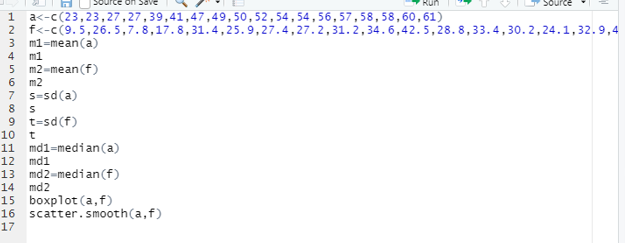 Source on Save Run Source
1 a<-c(23,23,27,27,39,41,47,49,50,52,54,54,56,57,58,58,60,61)
2 f<-c(9.5,26.5,7.8,17.8,31.4,25.9,27.4,27.2,31.2,34.6,42.5,28.8,33.4,30.2,24.1,32.9,4
3 m1=mean(a)
4 m1
5 m2=mean(f)
6 m2
7 s=sd(a)
8 s
9 t=sd(f)
10 t
11 md1=median(a)
12 md1
13 md2=median(f)
14 md2
15 boxplot(a,f)
16 scatter.smooth(a,f)
17